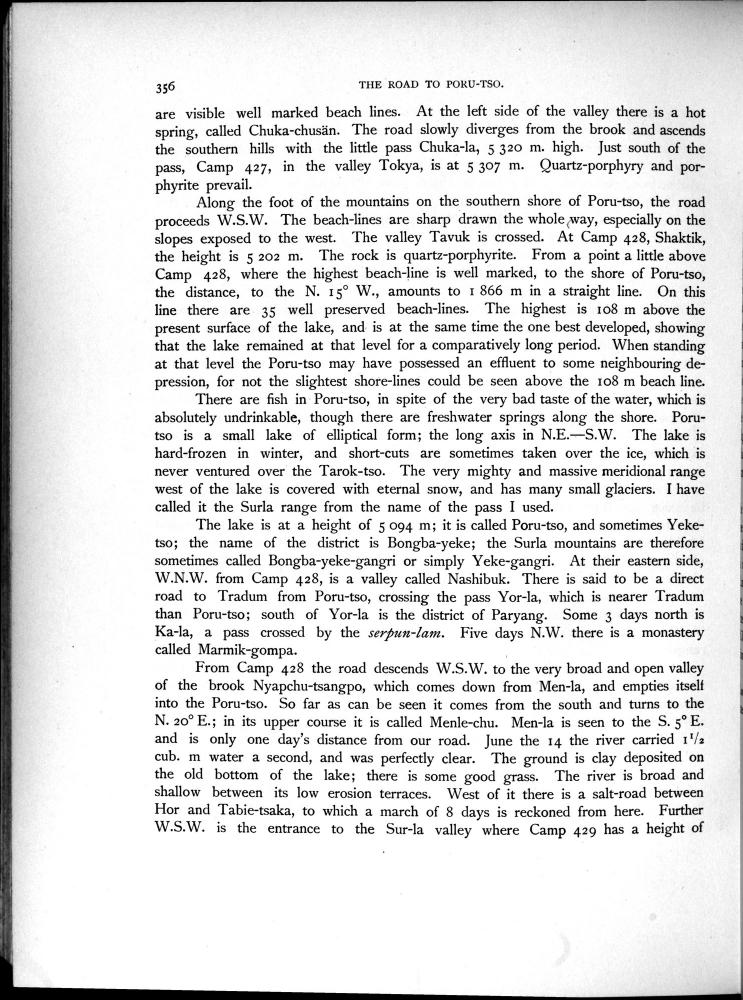 356
THE ROAD TO PORU-TSO.
are visible well marked beach lines. At the left side of the valley there is a hot
spring, called Chuka-chusän. The road slowly diverges from the brook and ascends
the southern hills with the little pass Chuka-la, 5 320 m. high. Just south of the
pass, Camp 427, in the valley Tokya, is at 5 307 m. Quartz-porphyry and por-
phyrite prevail.
Along the foot of the mountains on the southern shore of Poru-tso, the road
proceeds W.S.W. The beach-lines are sharp drawn the whole way, especially on the
slopes exposed to the west. The valley Tavuk is crossed. At Camp 428, Shaktik,
the height is 5 202 m. The rock is quartz-porphyrite. From a point a little above
Camp 428, where the highest beach-line is well marked, to the shore of Poru-tso,
the distance, to the N. 15° W., amounts to 1 866 m in a straight line. On this
line there are 35 well preserved beach-lines. The highest is 108 m above the
present surface of the lake, and is at the same time the one best developed, showing
that the lake remained at that level for a comparatively long period. When standing
at that level the Poru-tso may have possessed an effluent to some neighbouring de-
pression, for not the slightest shore-lines could be seen above the 108 m beach line.
There are fish in Poru-tso, in spite of the very bad taste of the water, which is
absolutely undrinkable, though there are freshwater springs along the shore. Poru-
tso is a small lake of elliptical form; the long axis in N.E.—S.W. The lake is
hard-frozen in winter, and short-cuts are sometimes taken over the ice, which is
never ventured over the Tarok-tso. The very mighty and massive meridional range
west of the lake is covered with eternal snow, and has many small glaciers. I have
called it the Surla range from the name of the pass I used.
The lake is at a height of 5 094 m; it is called Poru-tso, and sometimes Yeke-
tso; the name of the district is Bongba-yeke; the Surla mountains are therefore
sometimes called Bongba-yeke-gangri or simply Yeke-gangri. At their eastern side,
W.N.W. from Camp 428, is a valley called Nashibuk. There is said to be a direct
road to Tradum from Poru-tso, crossing the pass Yor-la, which is nearer Tradum
than Poru-tso; south of Yor-la is the district of Paryang. Some 3 days north is
Ka-la, a pass crossed by the serpun-lam. Five days N.W. there is a monastery
called Marmik-gompa.
From Camp 428 the road descends W.S.W. to the very broad and open valley
of the brook Nyapchu-tsangpo, which comes down from Men-la, and empties itself
into the Poru-tso. So far as can be seen it comes from the south and turns to the
N. 20° E.; in its upper course it is called Menle-chu. Men-la is seen to the S. 5° E.
and is only one day's distance from our road. June the 14 the river carried 1 1/2
cub. m water a second, and was perfectly clear. The ground is clay deposited on
the old bottom of the lake; there is some good grass. The river is broad and
shallow between its low erosion terraces. West of it there is a salt-road between
Hor and Tabie-tsaka, to which a march of 8 days is reckoned from here. Further
W.S.W. is the entrance to the Sur-la valley where Camp 429 has a height of